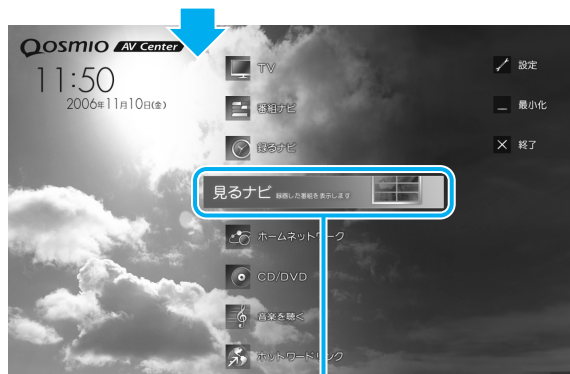 Qosmio AV Center
11:50
2006年11月10日(金)
TV
番組ナビ
録るナビ
見るナビ 録画した番組を表示します
ホームネットワーク
CD/DVD
音楽を聴く
ホットワードリンク
設定
最小化
終了